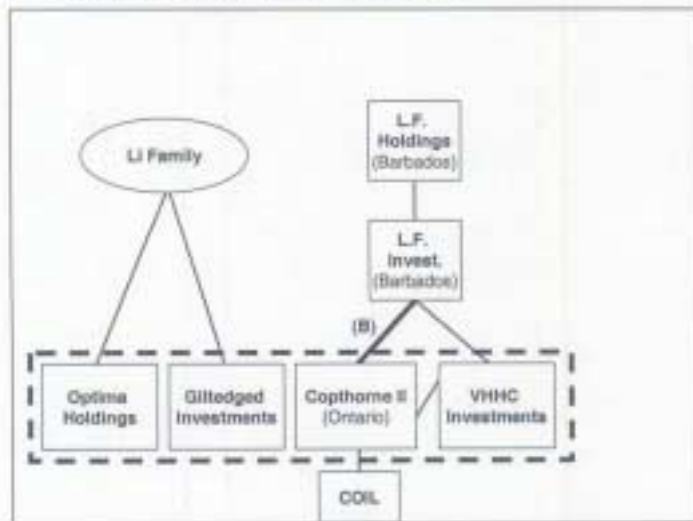 L.F.
Holdings
(Barbados)
Li Family
L.F.
Invest.
(Barbados)
(B)
Optima
Holdings
Giltedged
Investments
Copthorne II
(Ontario)
VHHC
Investments
COIL